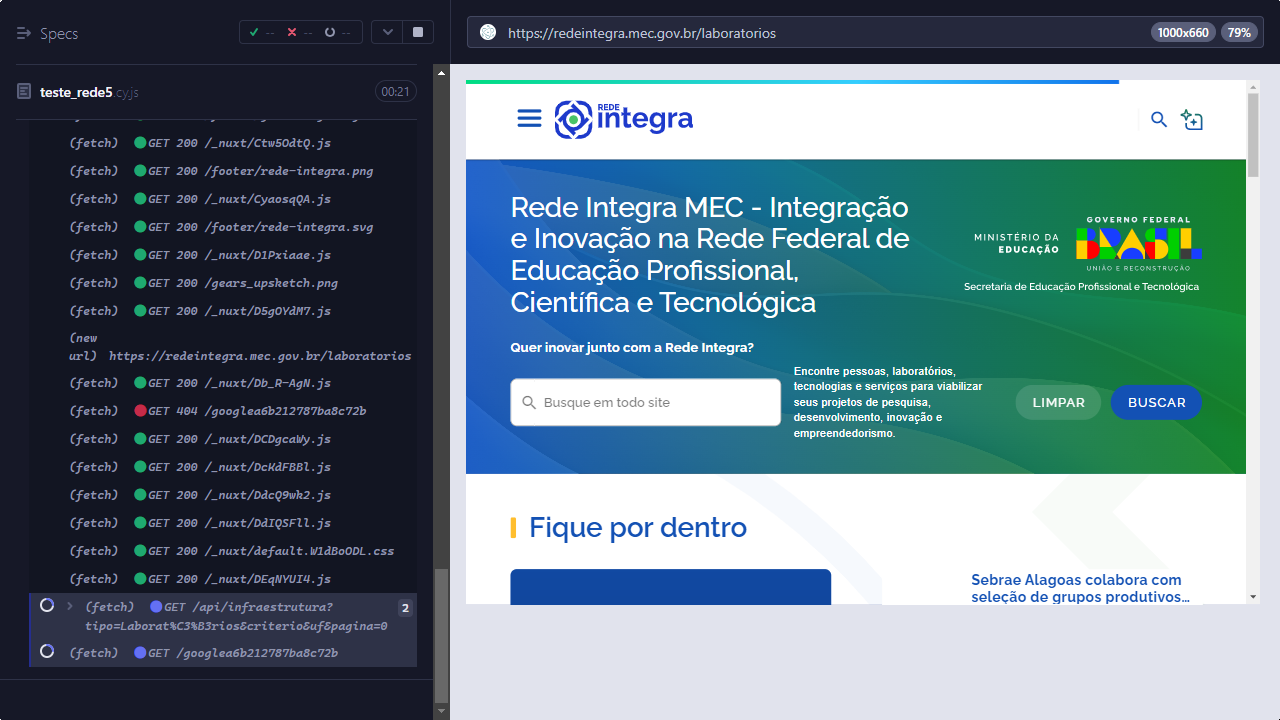 Specs
--
--
--
https://redeintegra.mec.gov.br/laboratorios
1000x660
79%
teste_rede5.cy.js
00:21
(fetch) GET 200 /_nuxt/Ctw5OdtQ.js
(fetch) GET 200 /footer/rede-integra.png
(fetch) GET 200 /_nuxt/CyaosqQA.js
(fetch) GET 200 /footer/rede-integra.svg
(fetch) GET 200 /_nuxt/D1Pxiaae.js
(fetch) GET 200 /gears_upsketch.png
(fetch) GET 200 /_nuxt/D5gOYdM7.js
(new
url) https://redeintegra.mec.gov.br/laboratorios
(fetch) GET 200 /_nuxt/Db_R-AgN.js
(fetch) GET 404 /googlea6b212787ba8c72b
(fetch) GET 200 /_nuxt/DCDgcaWy.js
(fetch) GET 200 /_nuxt/DcKdFBBl.js
(fetch) GET 200 /_nuxt/DdcQ9wk2.js
(fetch) GET 200 /_nuxt/DdIQSFll.js
(fetch) GET 200 /_nuxt/default.W1dBoODL.css
(fetch) GET 200 /_nuxt/DEqNYUI4.js
(fetch) GET /api/infraestrutura?
tipo=Laborat%C3%B3rios&criterio&uf&pagina=0
2
(fetch) GET /googlea6b212787ba8c72b
REDE
integra
Rede Integra MEC - Integração
e Inovação na Rede Federal de
Educação Profissional,
Científica e Tecnológica
MINISTÉRIO DA
EDUCAÇÃO
GOVERNO FEDERAL
BRASIL
UNIÃO E RECONSTRUÇÃO
Secretaria de Educação Profissional e Tecnológica
Quer inovar junto com a Rede Integra?
Busque em todo site
Encontre pessoas, laboratórios,
tecnologias e serviços para viabilizar
seus projetos de pesquisa,
desenvolvimento, inovação e
empreendedorismo.
LIMPAR
BUSCAR
Fique por dentro
Sebrae Alagoas colabora com
seleção de grupos produtivos…